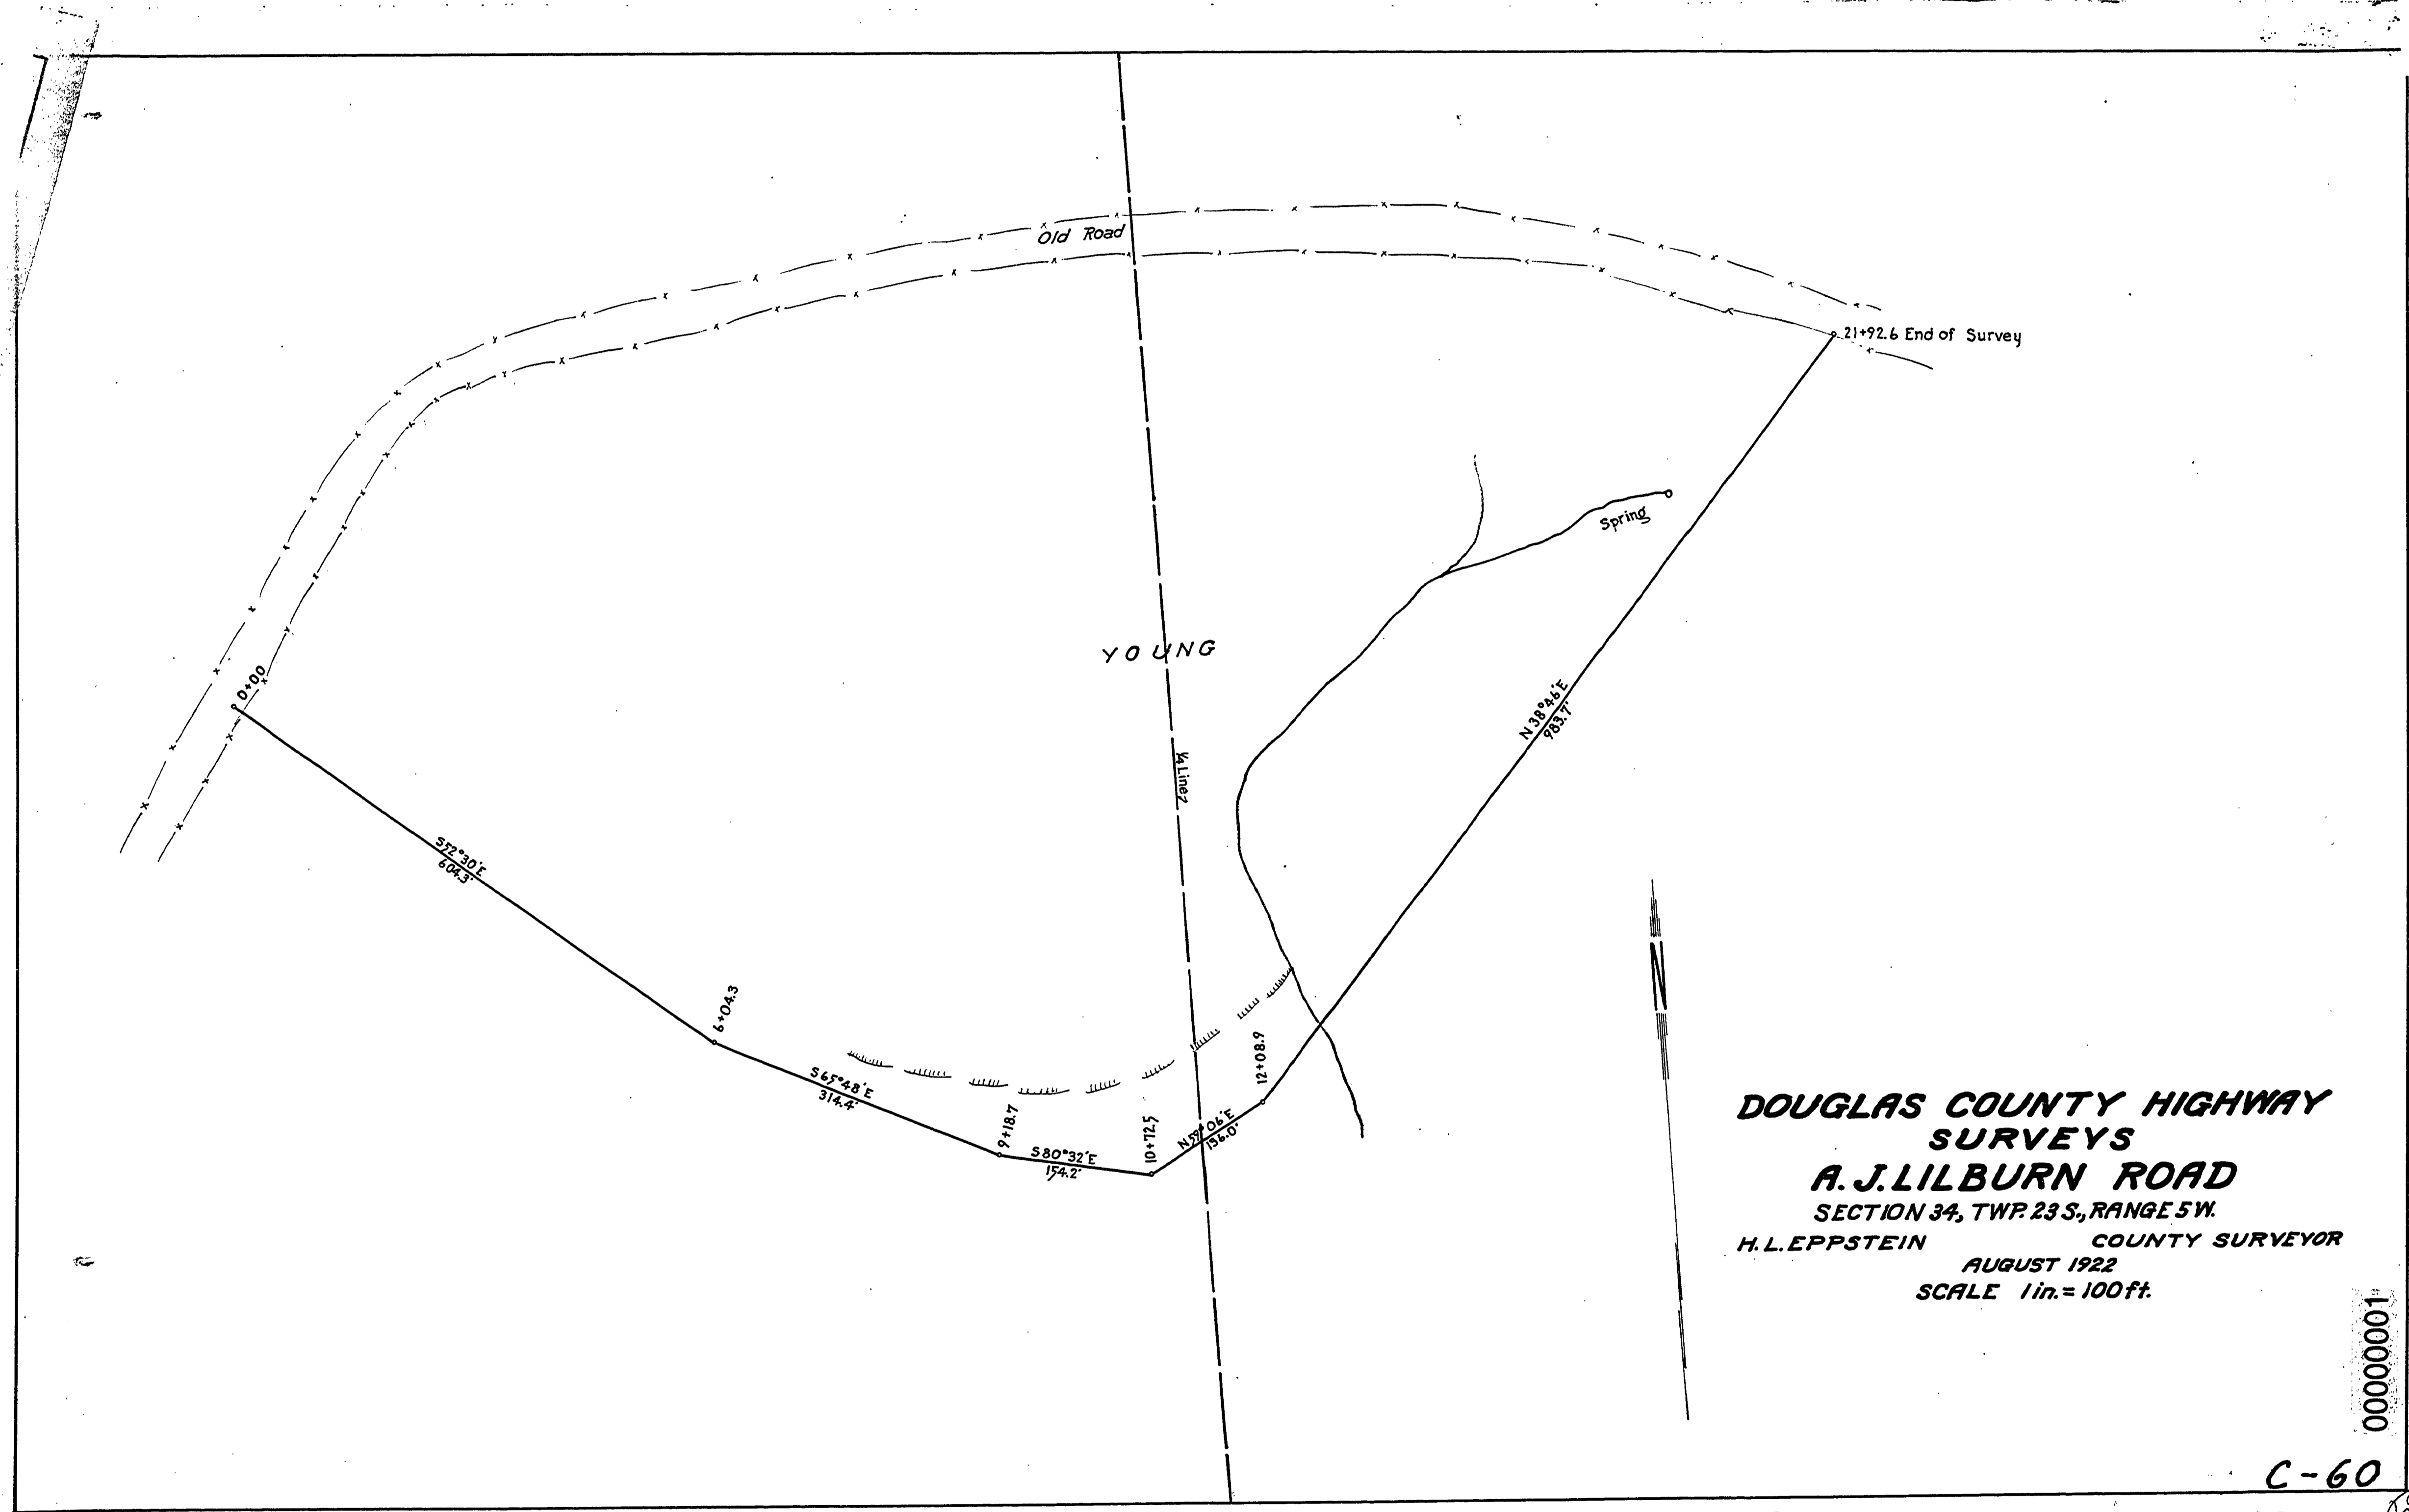 Old Road
21+92.6 End of Survey
Spring
YOUNG
0+00
N 38°46'E
983.7'
¼ Line
S52°30'E
604.3'
6+04.3
S65°48'E
314.4'
9+18.7
S80°32'E
154.2'
10+72.5
N59°06'E
136.0'
12+08.9
N
DOUGLAS COUNTY HIGHWAY
SURVEYS
A. J. LILBURN ROAD
SECTION 34, TWP. 23 S., RANGE 5 W.
H. L. EPPSTEIN COUNTY SURVEYOR
AUGUST 1922
SCALE 1 in. = 100 ft.
0000001
C-60